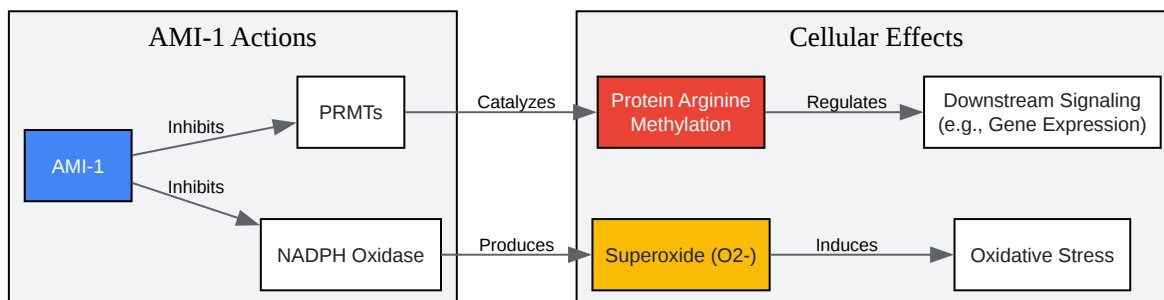 AMI-1 Actions
Cellular Effects
PRMTs
Catalyzes
Protein Arginine
Methylation
Regulates
Downstream Signaling
(e.g., Gene Expression)
Inhibits
AMI-1
Inhibits
NADPH Oxidase
Produces
Superoxide (O2-)
Induces
Oxidative Stress